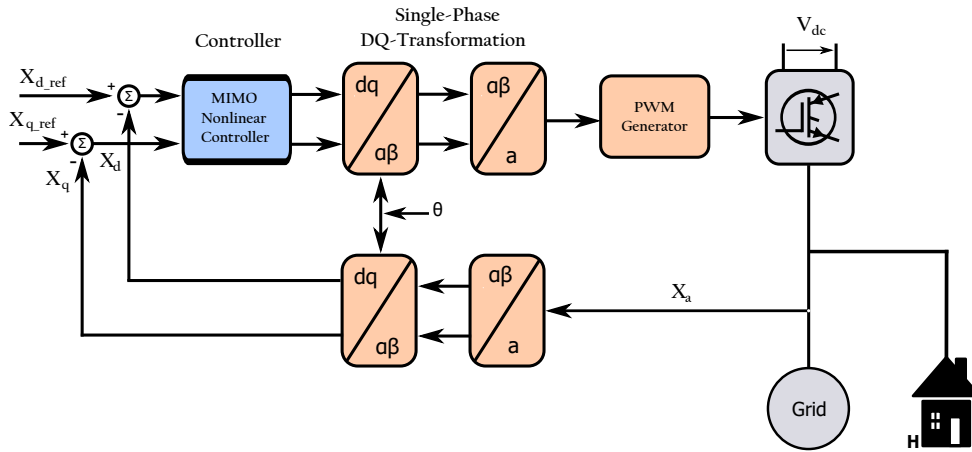 Single-Phase
DQ-Transformation
Controller
V_dc
X_d_ref
+
Σ
-
MIMO
Nonlinear
Controller
dq
αβ
αβ
a
PWM
Generator
X_q_ref
+
Σ
-
X_d
X_q
θ
dq
αβ
αβ
a
X_a
Grid
H